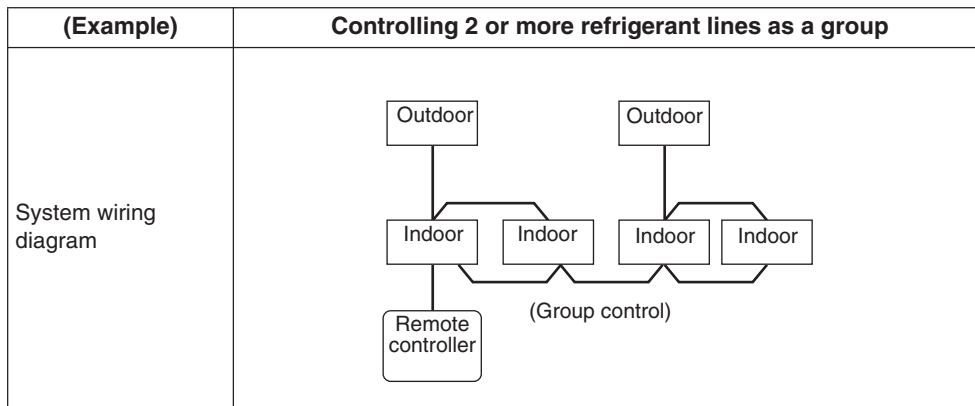 (Example)
Controlling 2 or more refrigerant lines as a group
System wiring
diagram
Outdoor
Outdoor
Indoor
Indoor
Indoor
Indoor
(Group control)
Remote
controller